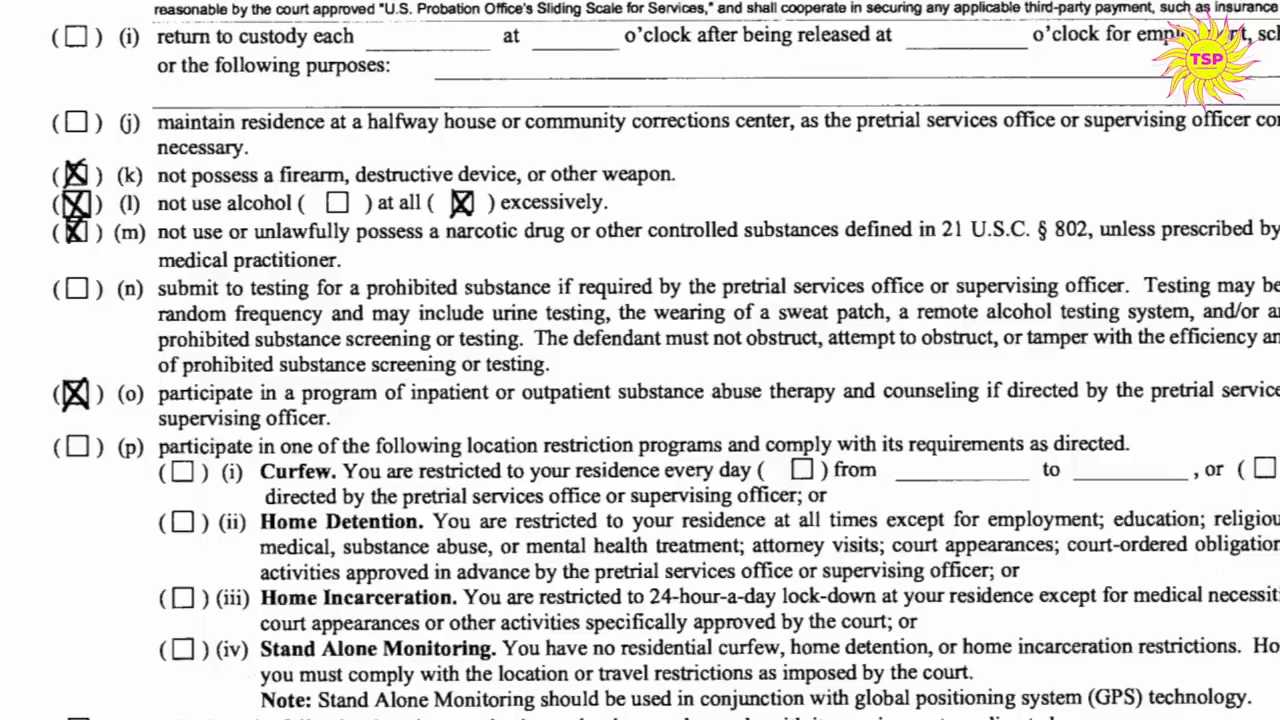 reasonable by the court approved "U.S. Probation Office's Sliding Scale for Services," and shall cooperate in securing any applicable third-party payment, such as insurance
( ☐ ) (i) return to custody each ________ at ________ o'clock after being released at ________ o'clock for
TSP
or the following purposes: ________
( ☐ ) (j) maintain residence at a halfway house or community corrections center, as the pretrial services office or supervising officer
necessary.
( ☒ ) (k) not possess a firearm, destructive device, or other weapon.
( ☒ ) (l) not use alcohol ( ☐ ) at all ( ☒ ) excessively.
( ☒ ) (m) not use or unlawfully possess a narcotic drug or other controlled substances defined in 21 U.S.C. § 802, unless prescribed by
medical practitioner.
( ☐ ) (n) submit to testing for a prohibited substance if required by the pretrial services office or supervising officer. Testing may be
random frequency and may include urine testing, the wearing of a sweat patch, a remote alcohol testing system, and/or
prohibited substance screening or testing. The defendant must not obstruct, attempt to obstruct, or tamper with the efficiency
of prohibited substance screening or testing.
( ☒ ) (o) participate in a program of inpatient or outpatient substance abuse therapy and counseling if directed by the pretrial
supervising officer.
( ☐ ) (p) participate in one of the following location restriction programs and comply with its requirements as directed.
( ☐ ) (i) Curfew. You are restricted to your residence every day ( ☐ ) from ________ to ________ , or ( ☐
directed by the pretrial services office or supervising officer; or
( ☐ ) (ii) Home Detention. You are restricted to your residence at all times except for employment; education;
medical, substance abuse, or mental health treatment; attorney visits; court appearances; court-ordered
activities approved in advance by the pretrial services office or supervising officer; or
( ☐ ) (iii) Home Incarceration. You are restricted to 24-hour-a-day lock-down at your residence except for medical
court appearances or other activities specifically approved by the court; or
( ☐ ) (iv) Stand Alone Monitoring. You have no residential curfew, home detention, or home incarceration restrictions.
you must comply with the location or travel restrictions as imposed by the court.
Note: Stand Alone Monitoring should be used in conjunction with global positioning system (GPS) technology.